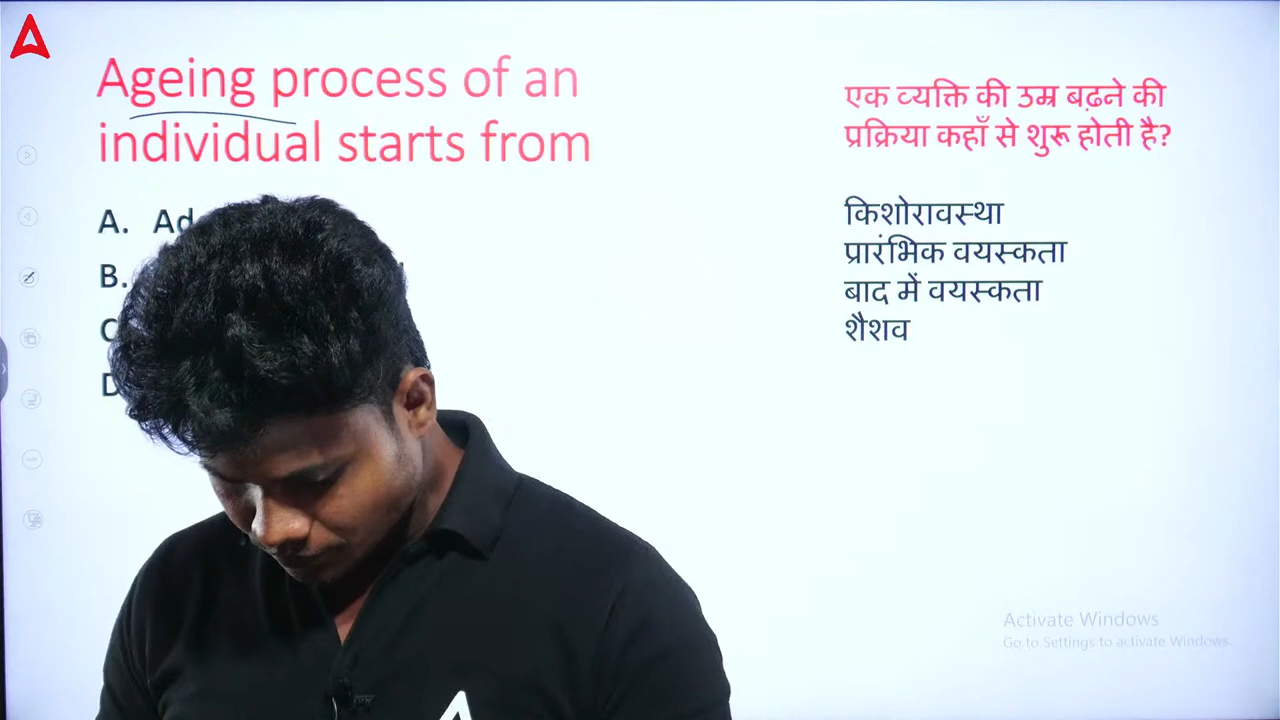 Ageing process of an
individual starts from
A.
B.
एक व्यक्ति की उम्र बढ़ने की
प्रक्रिया कहाँ से शुरू होती है?
किशोरावस्था
प्रारंभिक वयस्कता
बाद में वयस्कता
शैशव
Activate Windows
Go to Settings to activate Windows.